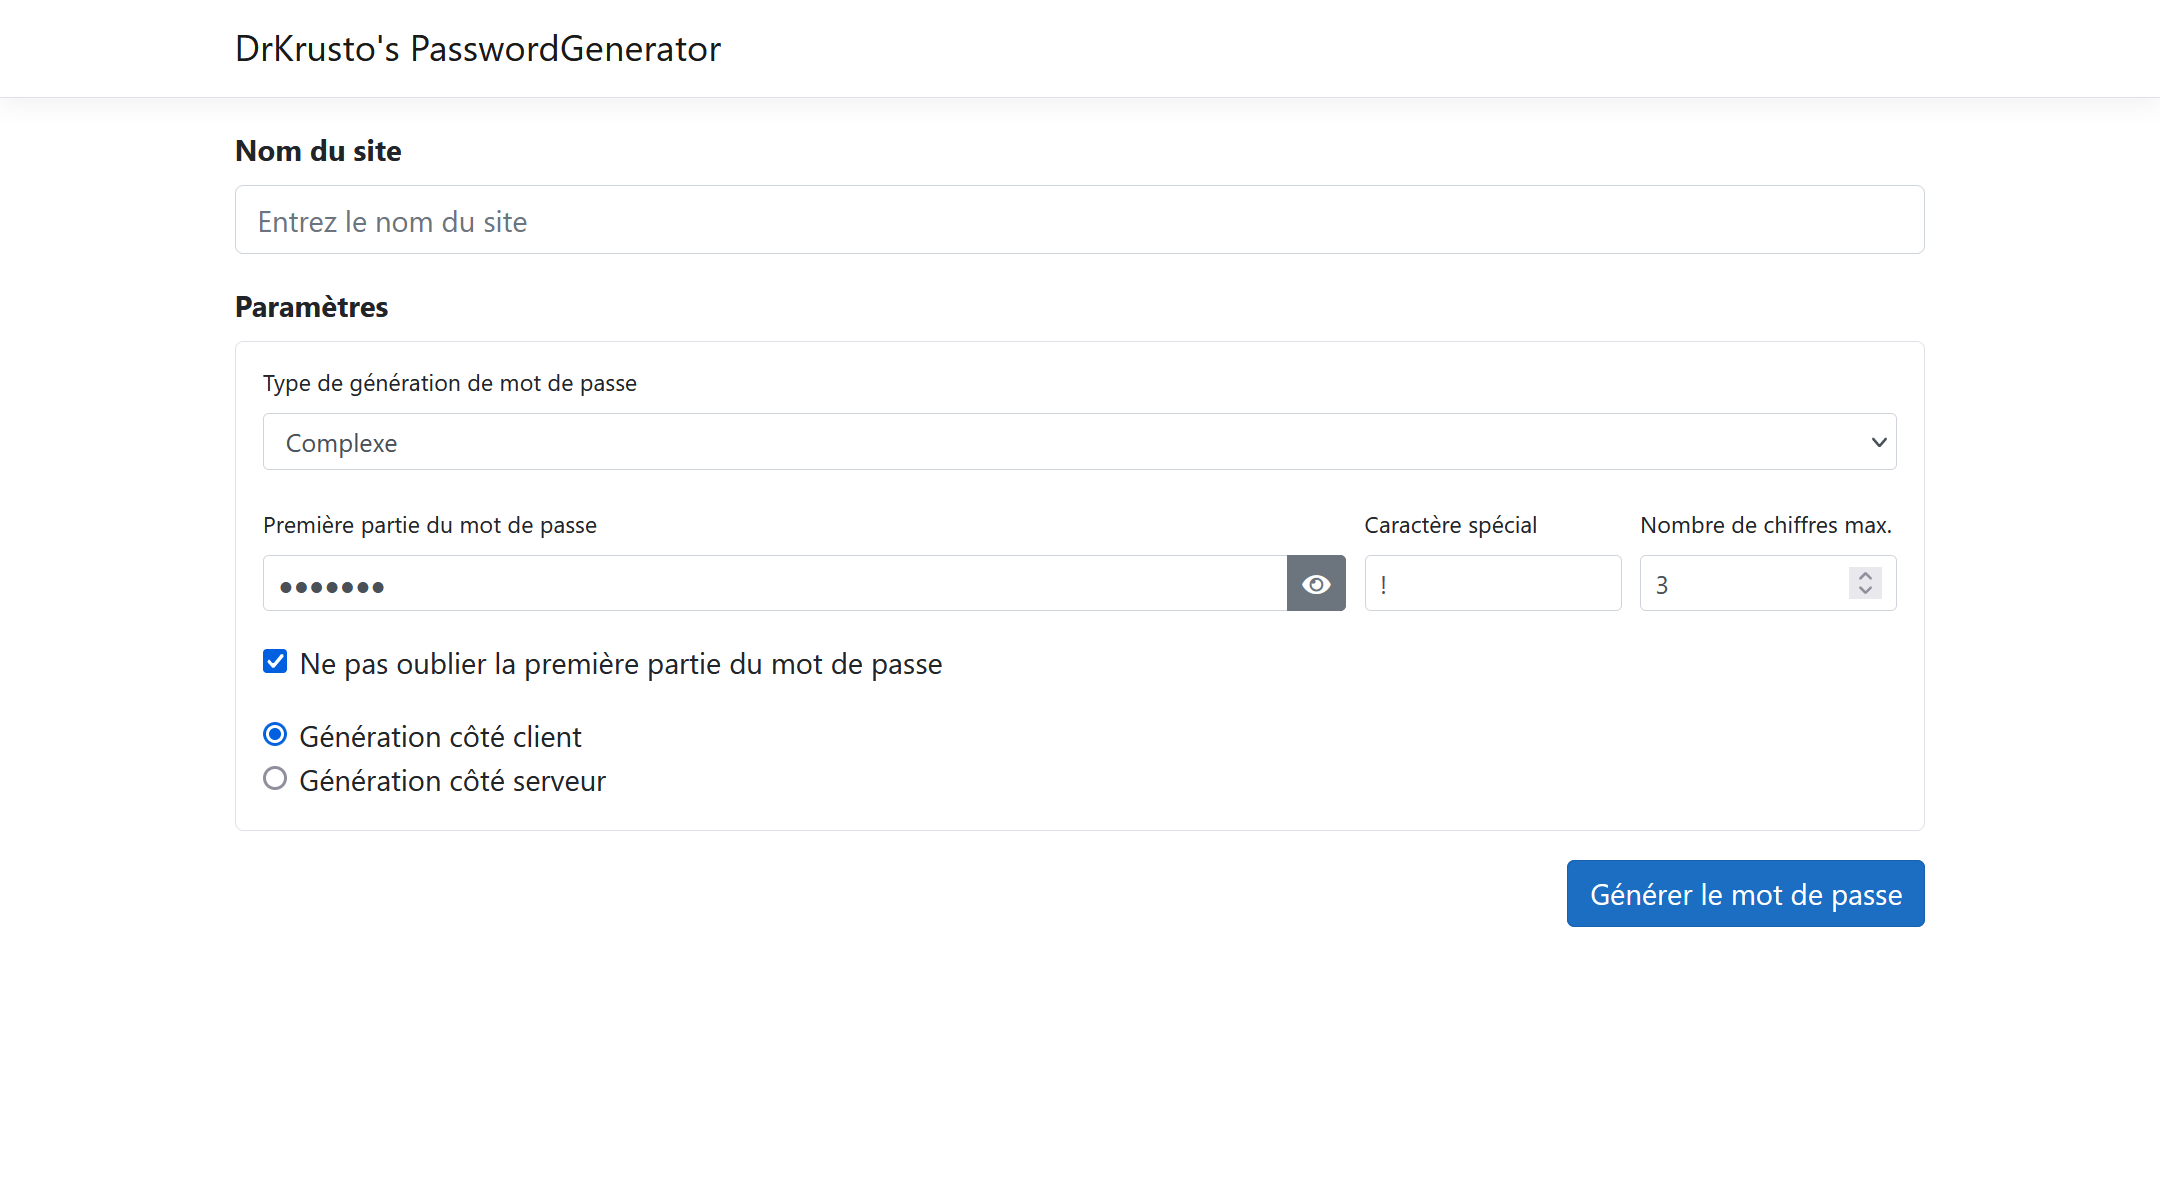 DrKrusto's PasswordGenerator
Nom du site
Entrez le nom du site
Paramètres
Type de génération de mot de passe
Complexe
Première partie du mot de passe
Caractère spécial
Nombre de chiffres max.
●●●●●●●
!
3
Ne pas oublier la première partie du mot de passe
Génération côté client
Génération côté serveur
Générer le mot de passe